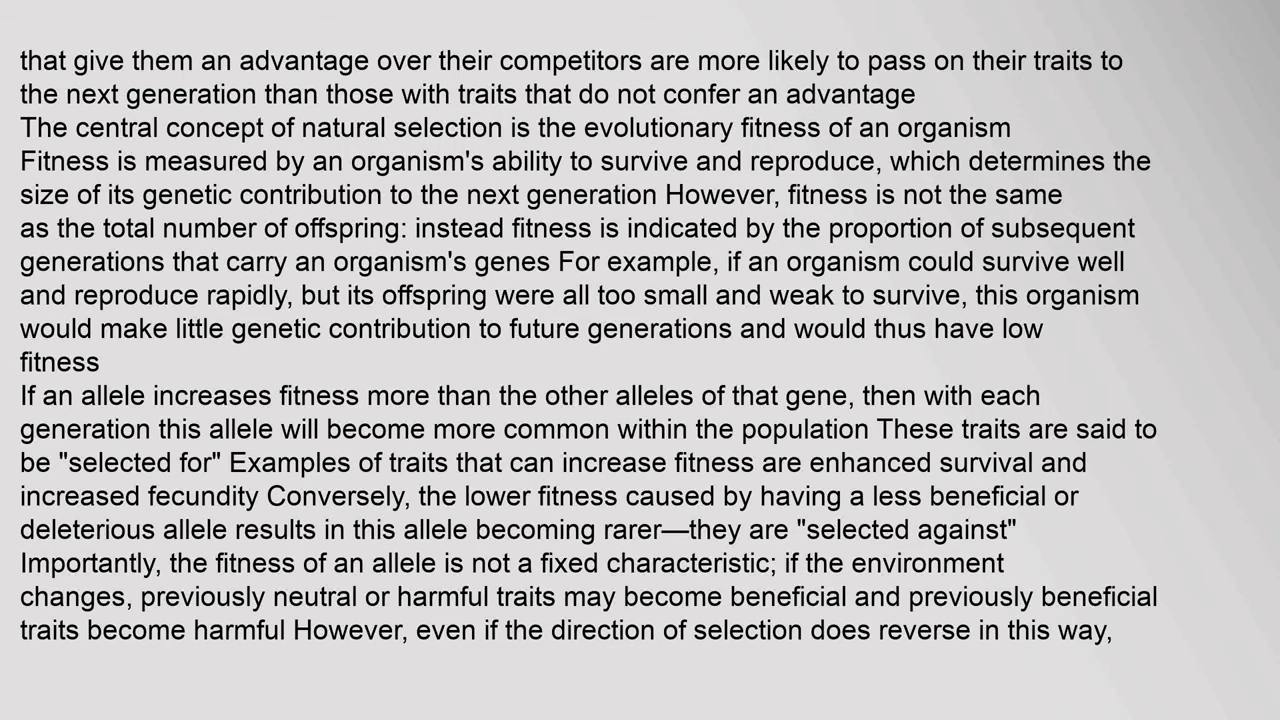 that give them an advantage over their competitors are more likely to pass on their traits to
the next generation than those with traits that do not confer an advantage
The central concept of natural selection is the evolutionary fitness of an organism
Fitness is measured by an organism's ability to survive and reproduce, which determines the
size of its genetic contribution to the next generation However, fitness is not the same
as the total number of offspring: instead fitness is indicated by the proportion of subsequent
generations that carry an organism's genes For example, if an organism could survive well
and reproduce rapidly, but its offspring were all too small and weak to survive, this organism
would make little genetic contribution to future generations and would thus have low
fitness
If an allele increases fitness more than the other alleles of that gene, then with each
generation this allele will become more common within the population These traits are said to
be "selected for" Examples of traits that can increase fitness are enhanced survival and
increased fecundity Conversely, the lower fitness caused by having a less beneficial or
deleterious allele results in this allele becoming rarer—they are "selected against"
Importantly, the fitness of an allele is not a fixed characteristic; if the environment
changes, previously neutral or harmful traits may become beneficial and previously beneficial
traits become harmful However, even if the direction of selection does reverse in this way,